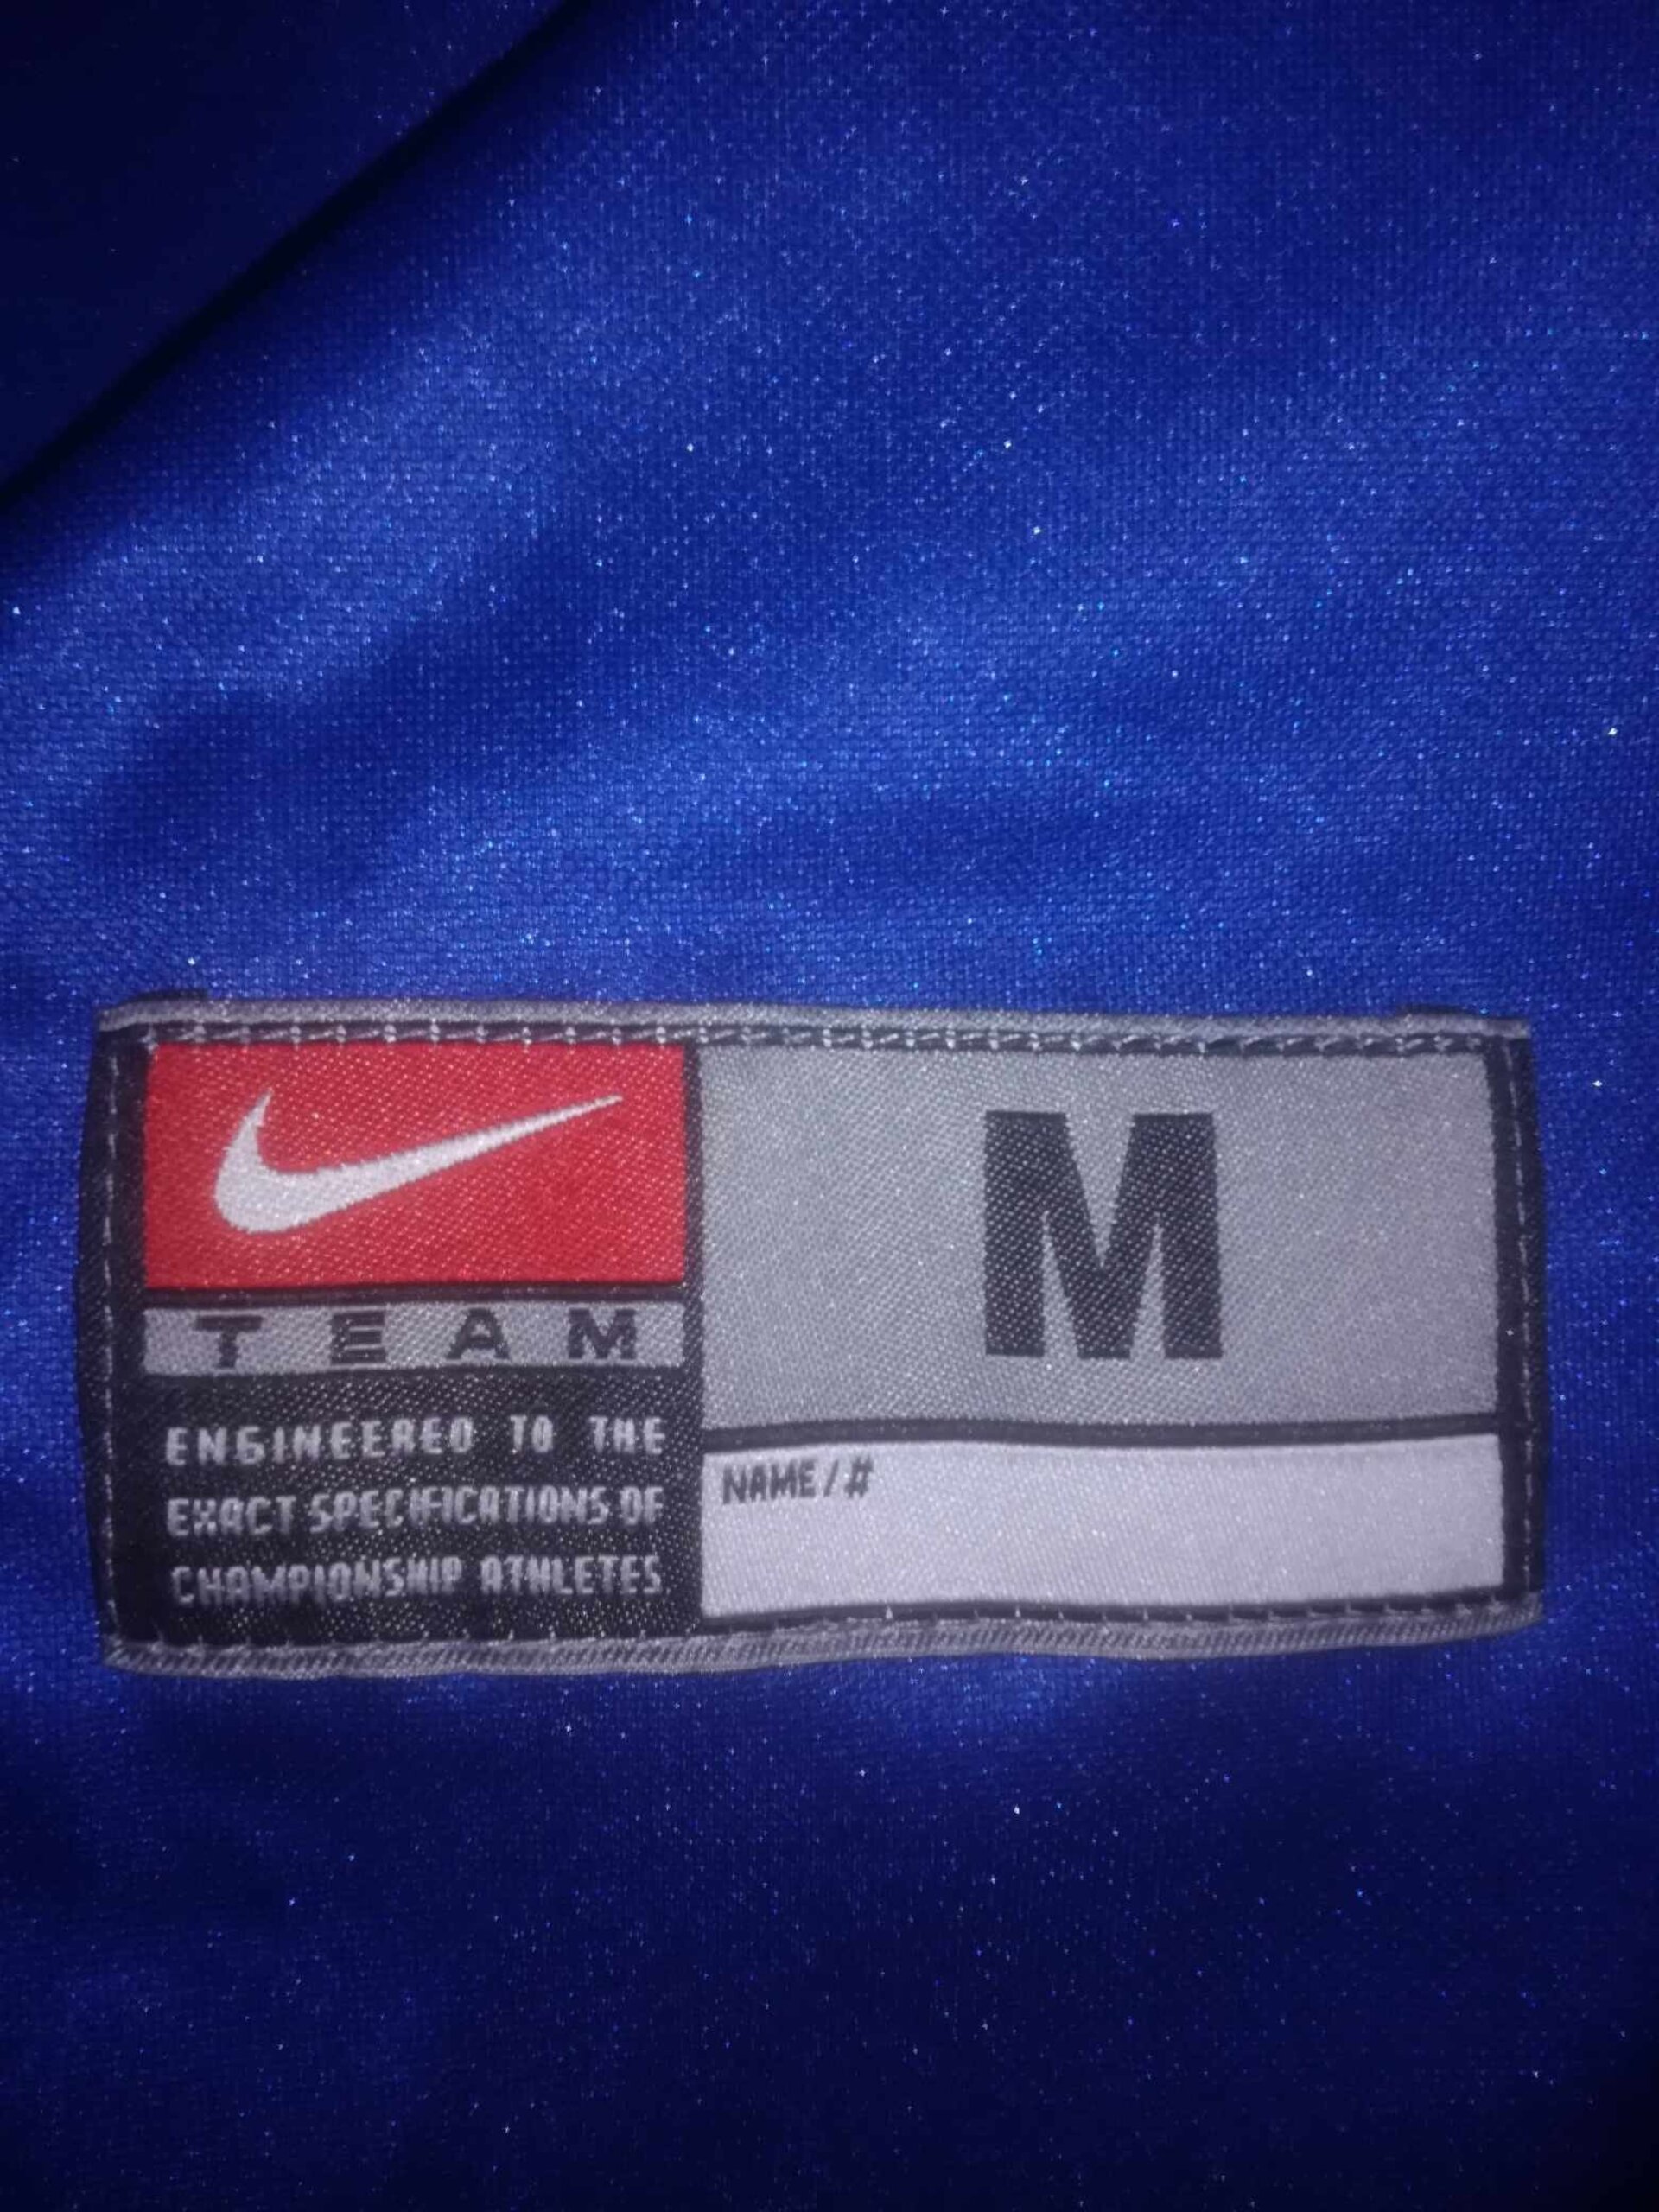 M
TEAM
ENGINEERED TO THE
EXACT SPECIFICATIONS OF
CHAMPIONSHIP ATHLETES
NAME / #